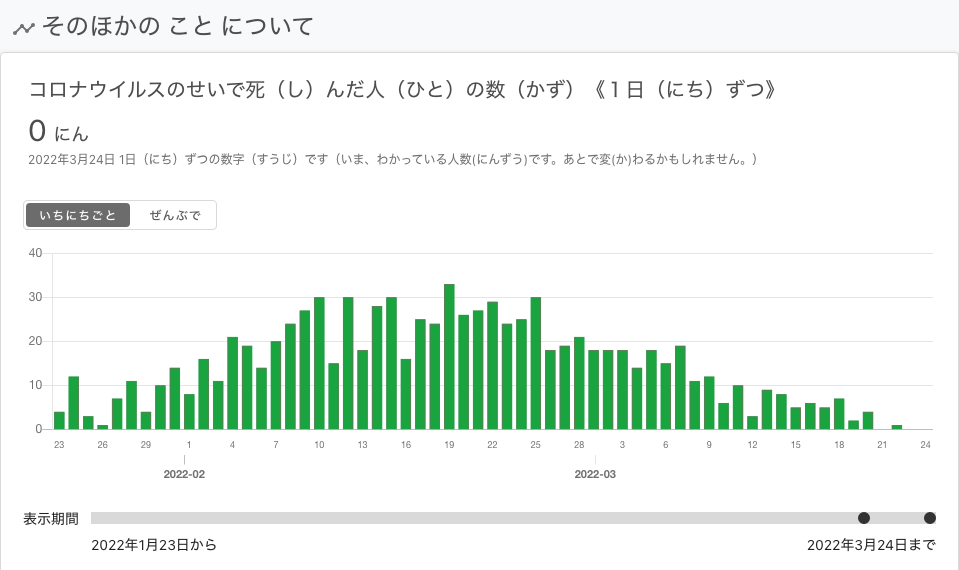 そのほかの こと について
コロナウイルスのせいで死（し）んだ人（ひと）の数（かず）《１日（にち）ずつ》
0 にん
2022年3月24日 1日（にち）ずつの数字（すうじ）です（いま、わかっている人数(にんずう)です。あとで変(か)わるかもしれません。）
いちにちごと ぜんぶで
40
30
20
10
0
23 26 29 1 4 7 10 13 16 19 22 25 28 3 6 9 12 15 18 21 24
2022-02 2022-03
表示期間
2022年1月23日から 2022年3月24日まで